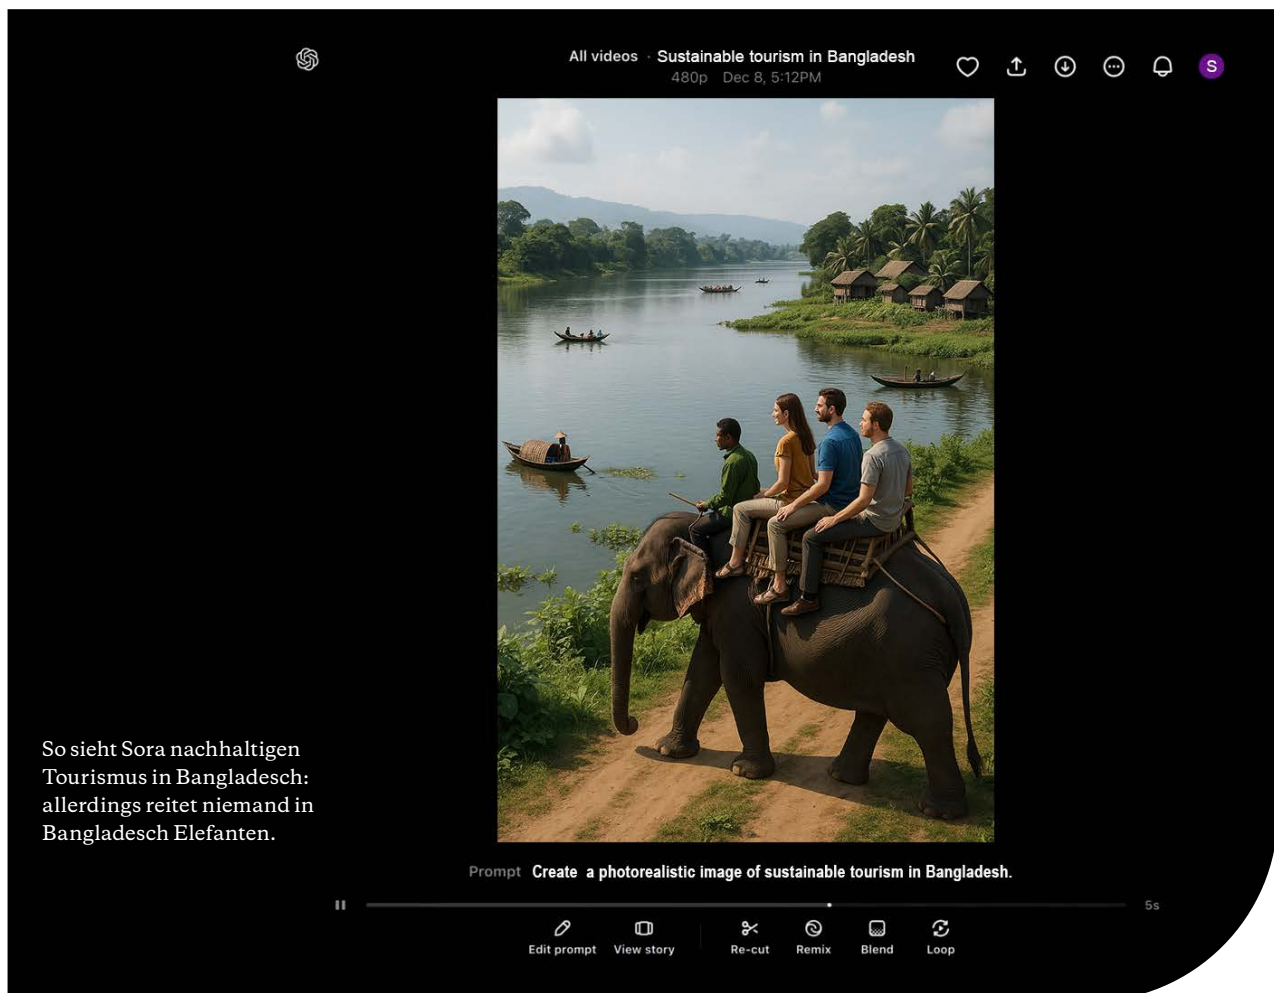 All videos · Sustainable tourism in Bangladesh
480p Dec 8, 5:12PM
S
So sieht Sora nachhaltigen
Tourismus in Bangladesch:
allerdings reitet niemand in
Bangladesch Elefanten.
Prompt Create a photorealistic image of sustainable tourism in Bangladesh.
5s
Edit prompt View story Re-cut Remix Blend Loop